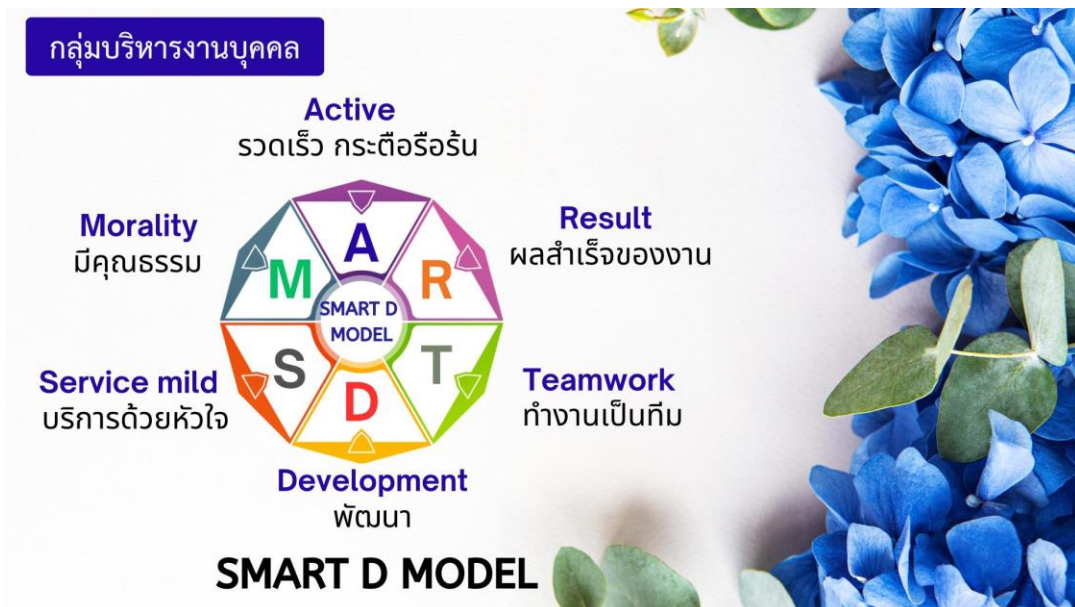 กลุ่มบริหารงานบุคคล
Active
รวดเร็ว กระตือรือร้น
Morality
มีคุณธรรม
Result
ผลสำเร็จของงาน
A
M
R
SMART D
MODEL
S
T
D
Service mild
บริการด้วยหัวใจ
Teamwork
ทำงานเป็นทีม
Development
พัฒนา
SMART D MODEL